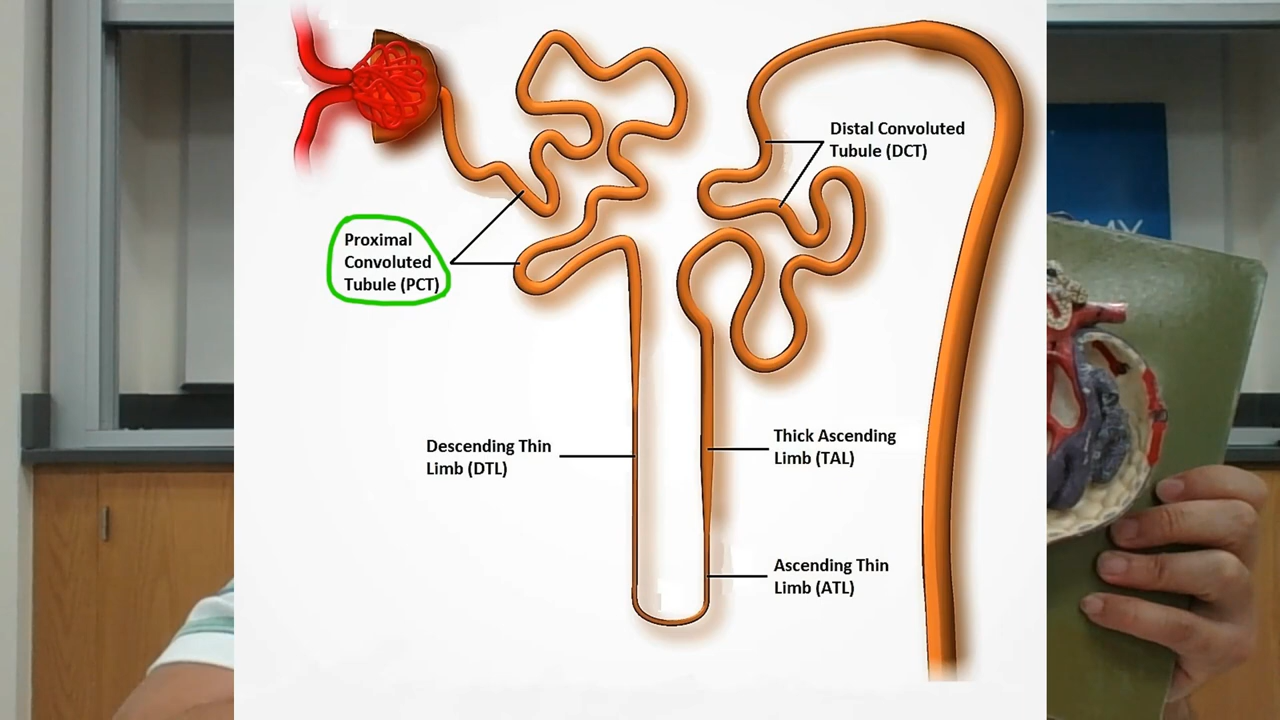 Distal Convoluted
Tubule (DCT)
Proximal
Convoluted
Tubule (PCT)
Descending Thin
Limb (DTL)
Thick Ascending
Limb (TAL)
Ascending Thin
Limb (ATL)